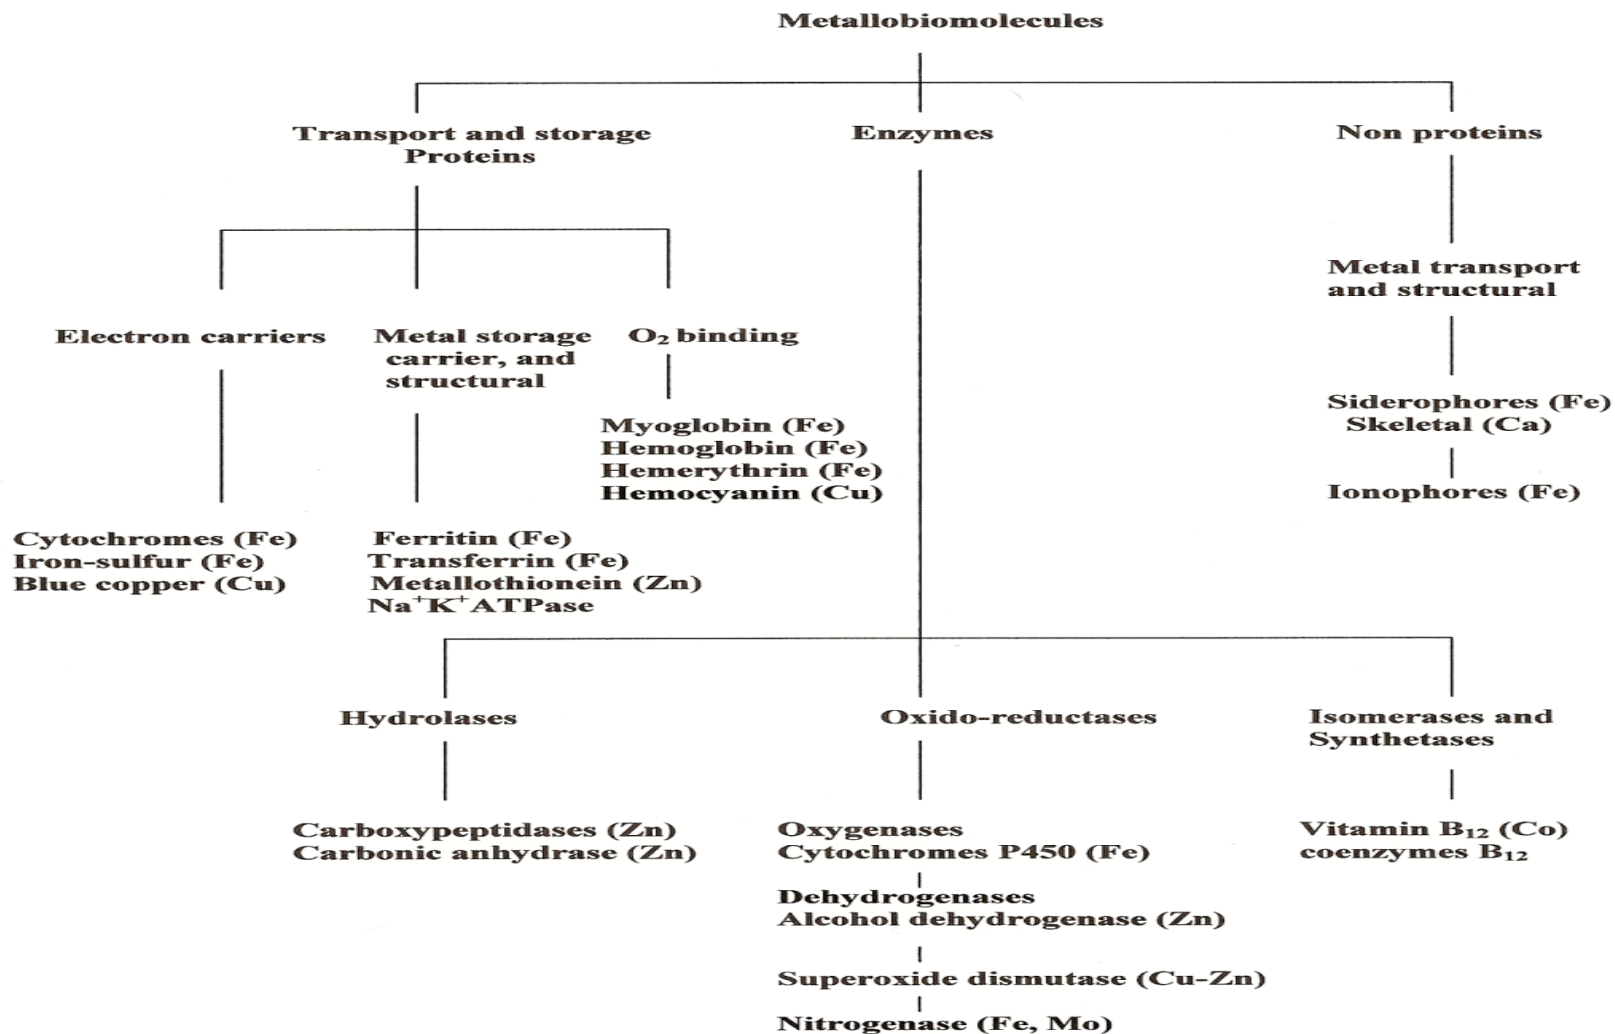 Metallobiomolecules
Transport and storage
Proteins
Enzymes
Non proteins
Metal transport
and structural
Electron carriers
Metal storage
carrier, and
structural
O₂ binding
Myoglobin (Fe)
Hemoglobin (Fe)
Hemerythrin (Fe)
Hemocyanin (Cu)
Siderophores (Fe)
Skeletal (Ca)
Ionophores (Fe)
Cytochromes (Fe)
Iron-sulfur (Fe)
Blue copper (Cu)
Ferritin (Fe)
Transferrin (Fe)
Metallothionein (Zn)
Na⁺K⁺ATPase
Hydrolases
Oxido-reductases
Isomerases and
Synthetases
Carboxypeptidases (Zn)
Carbonic anhydrase (Zn)
Oxygenases
Cytochromes P450 (Fe)
Dehydrogenases
Alcohol dehydrogenase (Zn)
Superoxide dismutase (Cu-Zn)
Nitrogenase (Fe, Mo)
Vitamin B₁₂ (Co)
coenzymes B₁₂